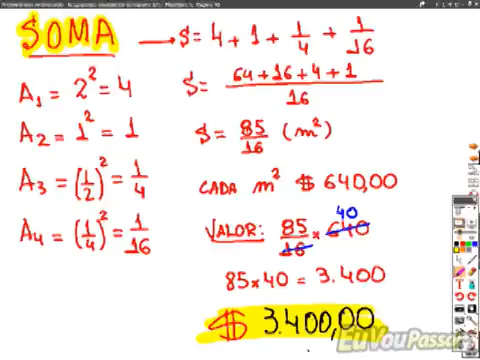 SOMA → S = 4 + 1 + 1/4 + 1/16
A1 = 2² = 4
S = (64 + 16 + 4 + 1)/16
A2 = 1² = 1
S = 85/16 (m²)
A3 = (1/2)² = 1/4
CADA m² $ 640,00
A4 = (1/4)² = 1/16
VALOR: 85/16 × 640 40
85 × 40 = 3.400
$ 3.400,00
EuVouPassar